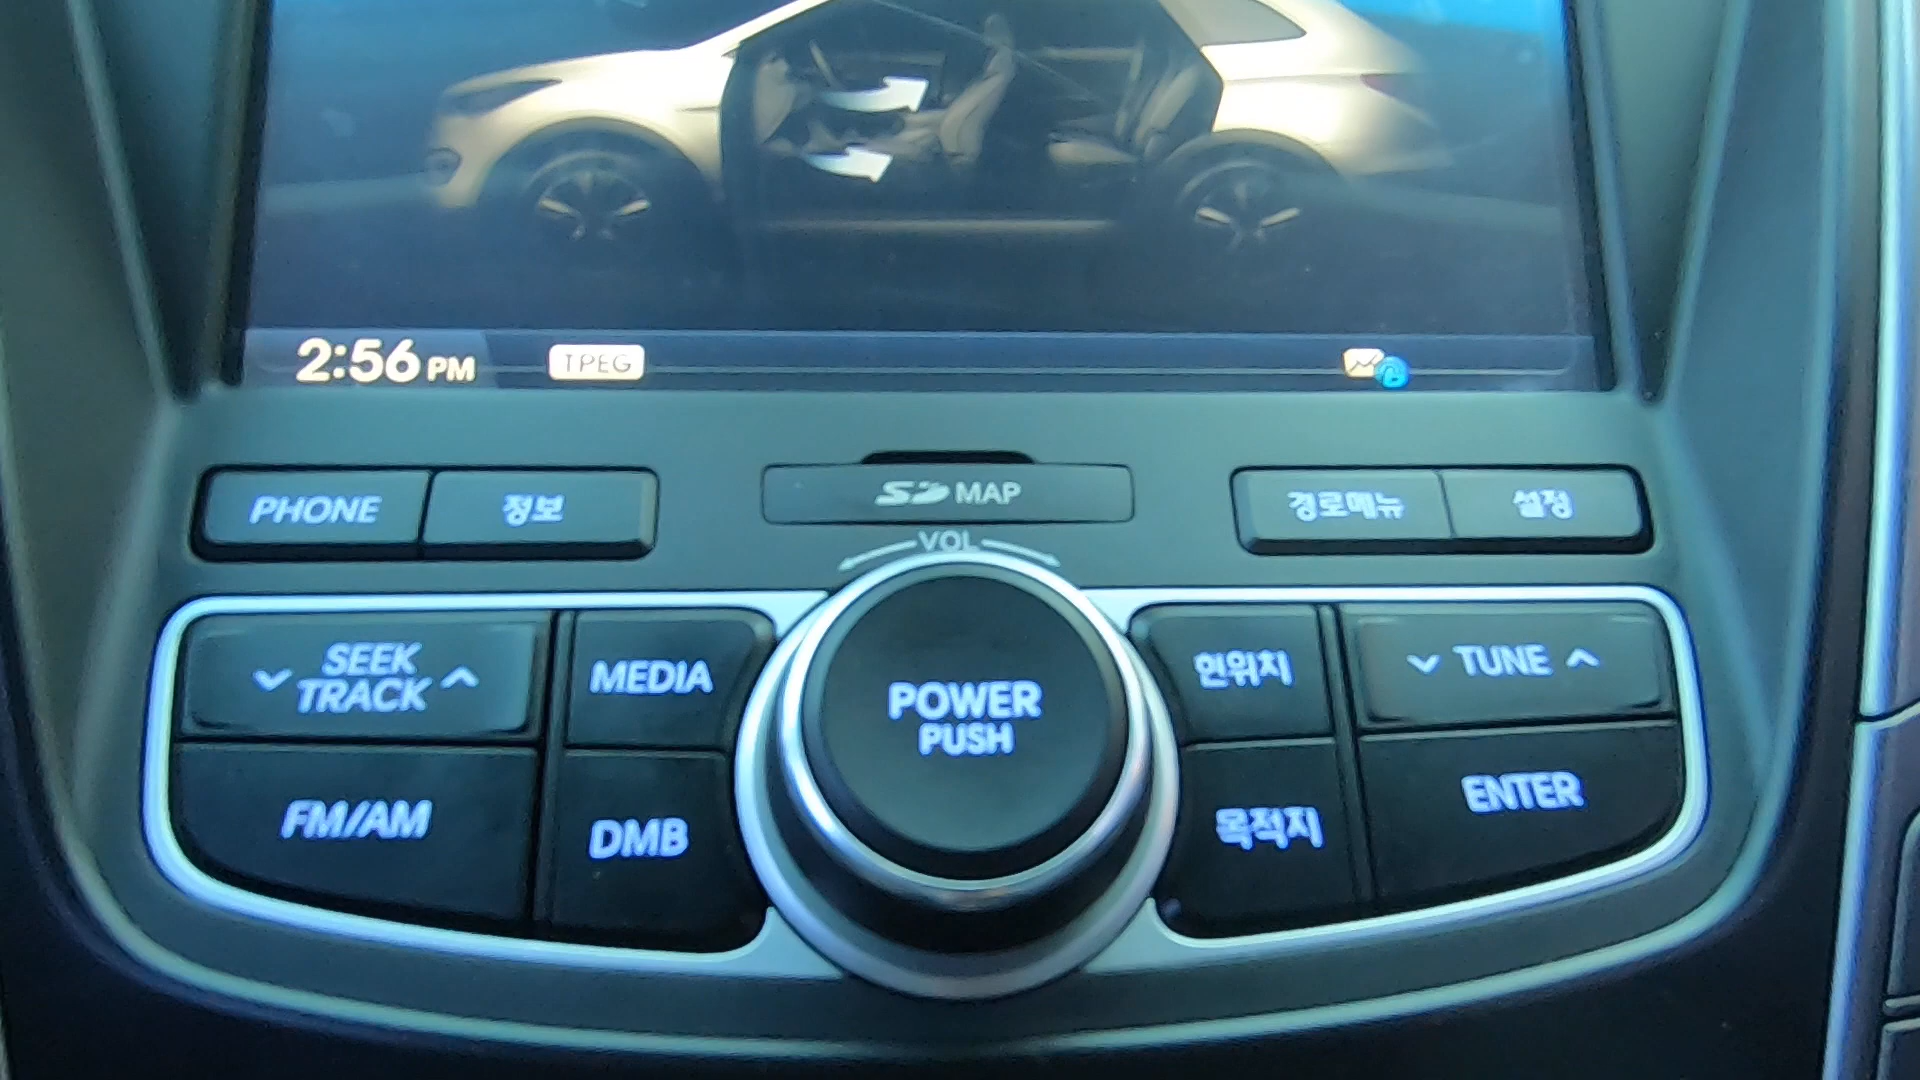 2:56 PM TPEG
PHONE 정보 SD MAP 경로메뉴 설정
VOL
SEEK
TRACK
MEDIA
POWER
PUSH
현위치
TUNE
FM/AM
DMB
목적지
ENTER